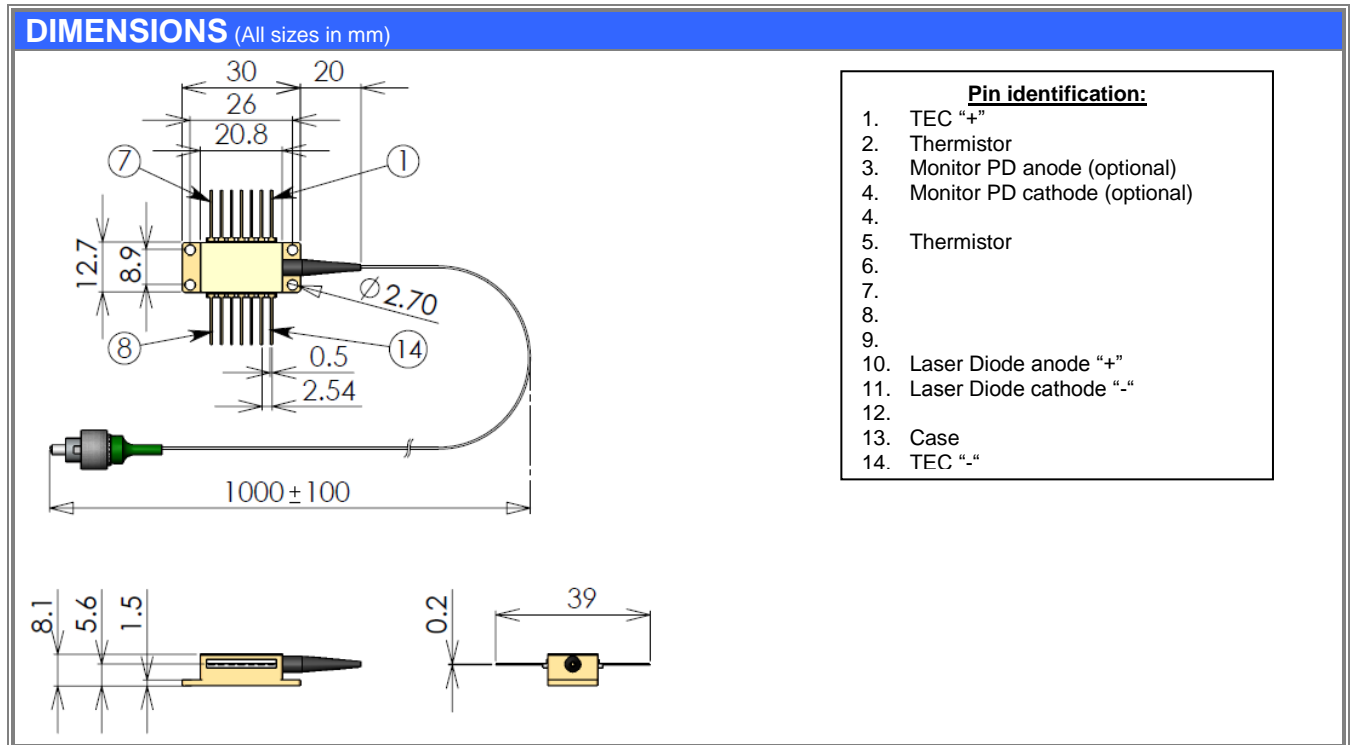 DIMENSIONS (All sizes in mm)
30
20
26
20.8
7
1
12.7
8.9
Ø 2.70
8
14
0.5
2.54
1000 ± 100
8.1
5.6
1.5
0.2
39
Pin identification:
1. TEC “+”
2. Thermistor
3. Monitor PD anode (optional)
4. Monitor PD cathode (optional)
4.
5. Thermistor
6.
7.
8.
9.
10. Laser Diode anode “+”
11. Laser Diode cathode “-“
12.
13. Case
14. TEC “-“